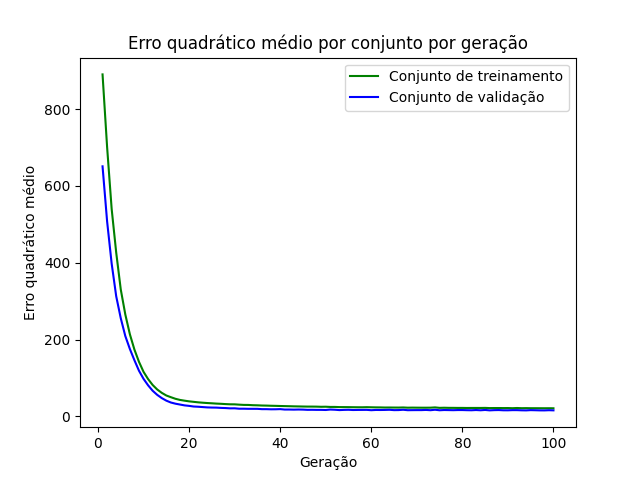 Erro quadrático médio por conjunto por geração
Conjunto de treinamento
Conjunto de validação
Erro quadrático médio
800
600
400
200
0
0 20 40 60 80 100
Geração